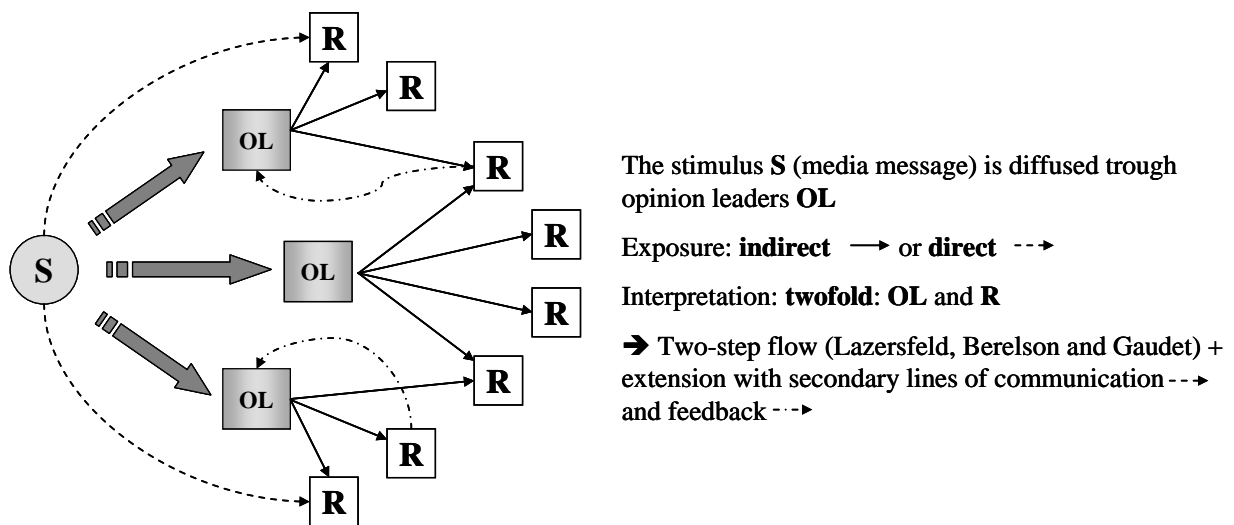 R
R
OL
R
R
S
OL
R
R
OL
R
R
The stimulus S (media message) is diffused trough
opinion leaders OL
Exposure: indirect or direct
Interpretation: twofold: OL and R
➔ Two-step flow (Lazersfeld, Berelson and Gaudet) +
extension with secondary lines of communication
and feedback